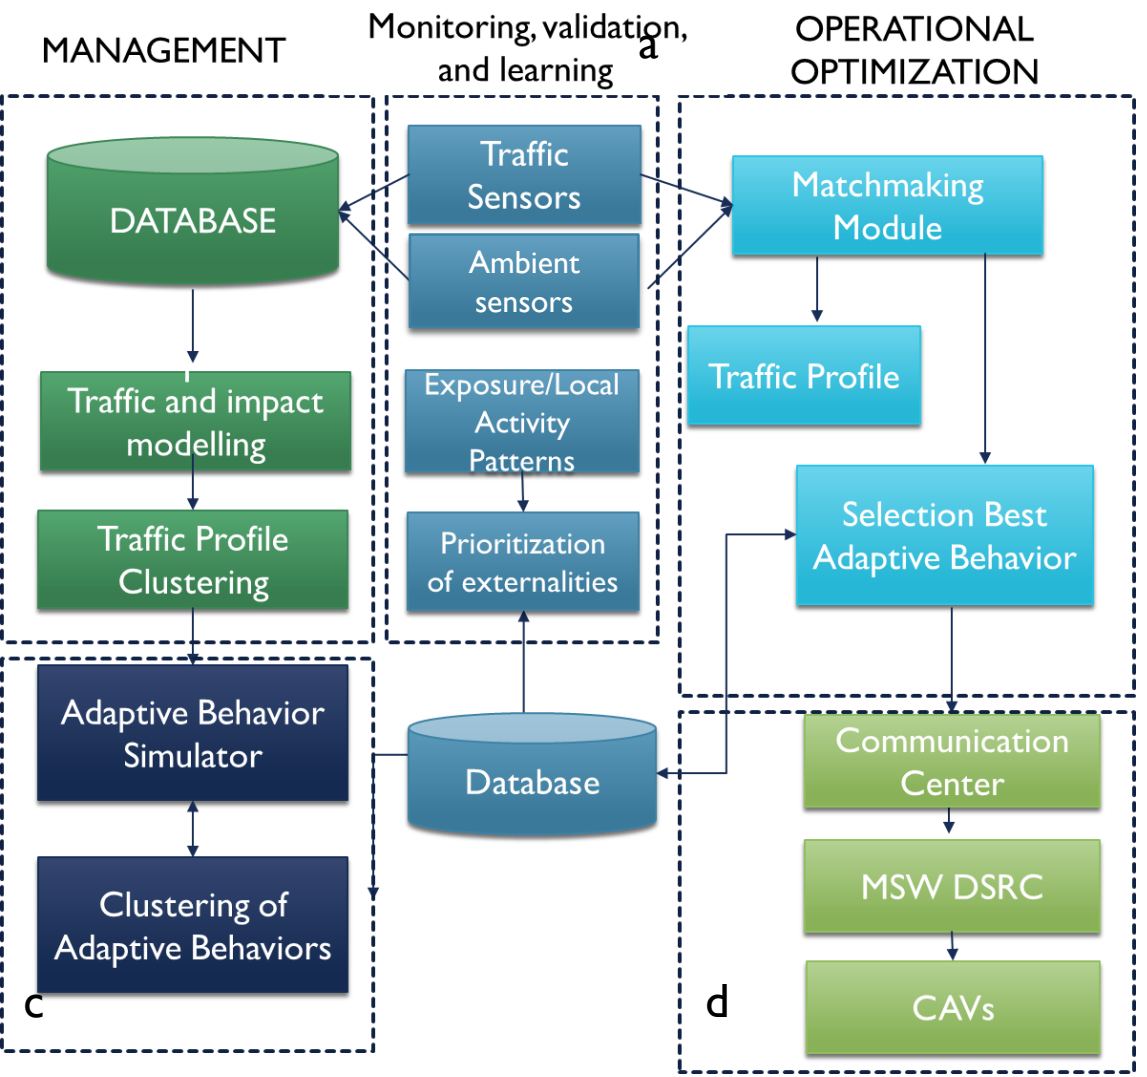 MANAGEMENT
Monitoring, validation,
and learning
a
OPERATIONAL
OPTIMIZATION
DATABASE
Traffic and impact
modelling
Traffic Profile
Clustering
Traffic
Sensors
Ambient
sensors
Exposure/Local
Activity
Patterns
Prioritization
of externalities
Matchmaking
Module
Traffic Profile
Selection Best
Adaptive Behavior
Adaptive Behavior
Simulator
Clustering of
Adaptive Behaviors
c
Database
Communication
Center
MSW DSRC
CAVs
d